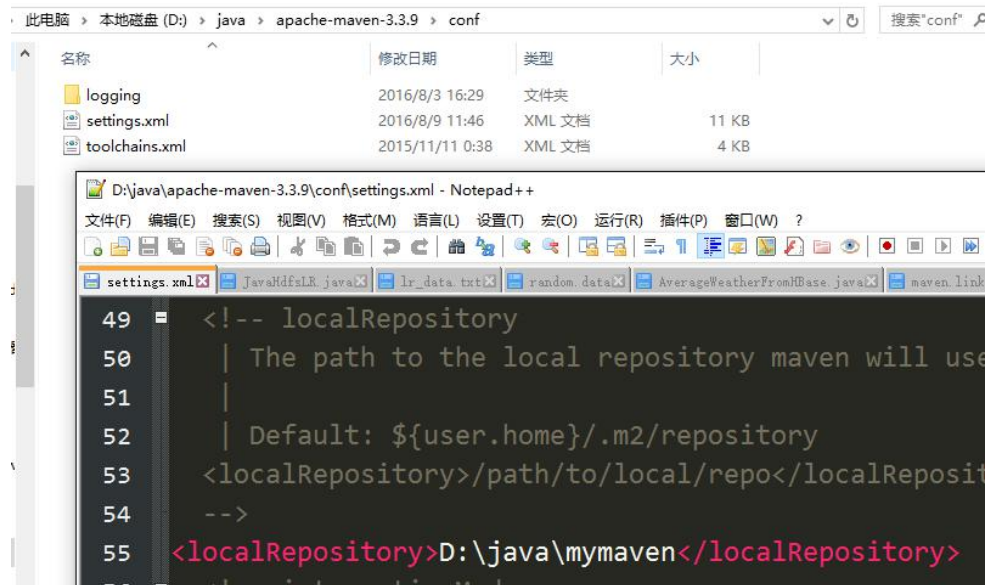 此电脑 › 本地磁盘 (D:) › java › apache-maven-3.3.9 › conf 搜索"conf"
名称 修改日期 类型 大小
logging 2016/8/3 16:29 文件夹
settings.xml 2016/8/9 11:46 XML 文档 11 KB
toolchains.xml 2015/11/11 0:38 XML 文档 4 KB
D:\java\apache-maven-3.3.9\conf\settings.xml - Notepad++
文件(F) 编辑(E) 搜索(S) 视图(V) 格式(M) 语言(L) 设置(T) 宏(O) 运行(R) 插件(P) 窗口(W) ?
settings.xml JavaHdfsLR.java lr_data.txt random.data AverageWeatherFromHBase.java maven.link
49 <!-- localRepository
50 | The path to the local repository maven will use
51 |
52 | Default: ${user.home}/.m2/repository
53 <localRepository>/path/to/local/repo</localReposit
54 -->
55 <localRepository>D:\java\mymaven</localRepository>